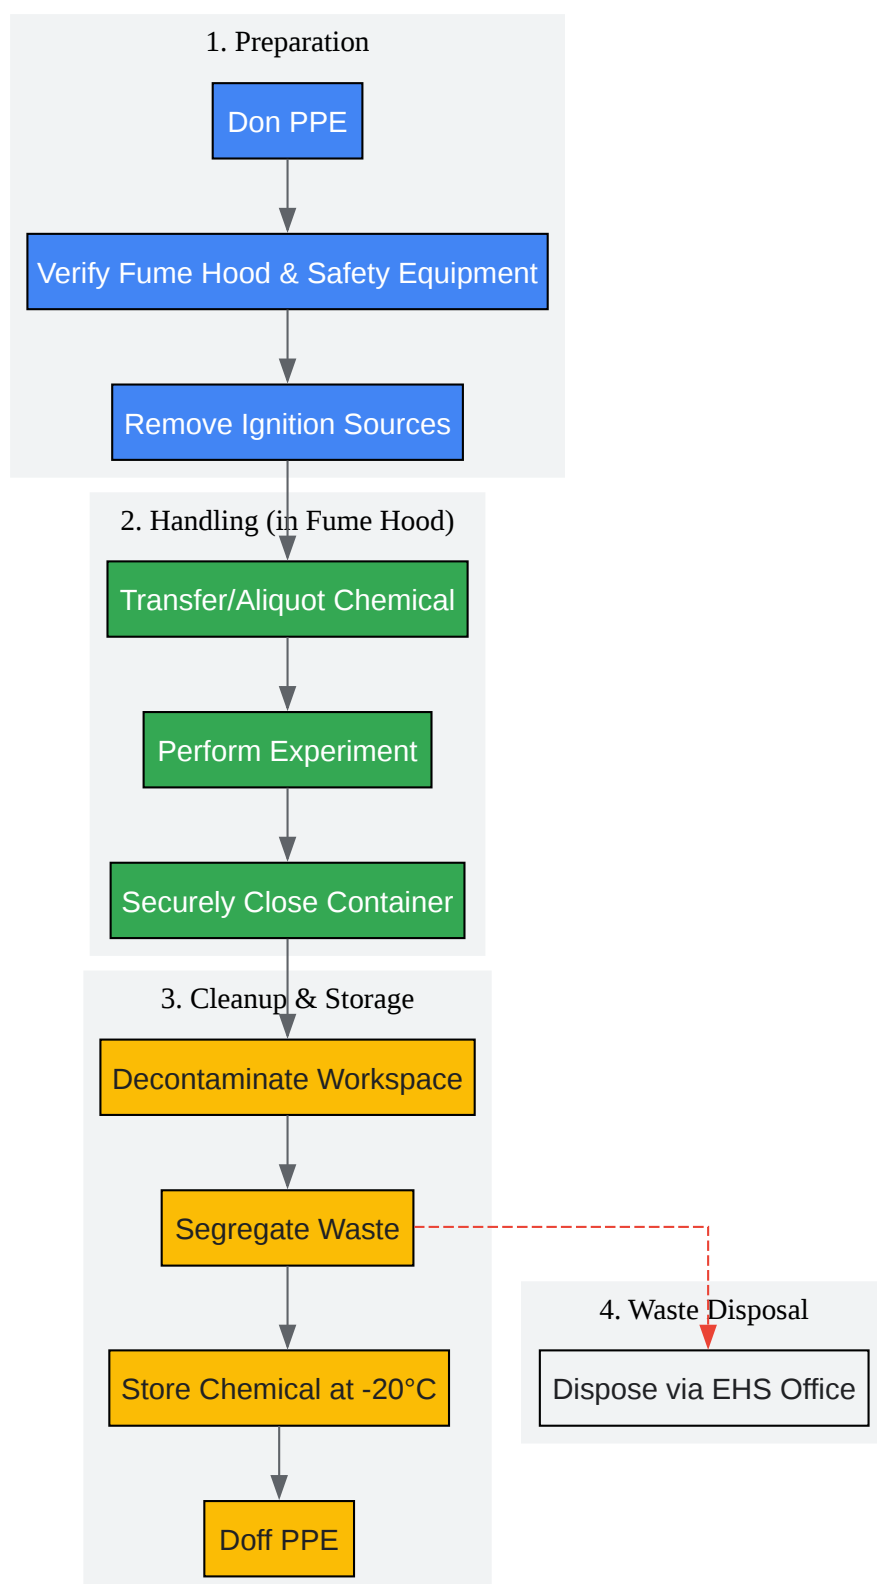 1. Preparation
Don PPE
Verify Fume Hood & Safety Equipment
Remove Ignition Sources
2. Handling (in Fume Hood)
Transfer/Aliquot Chemical
Perform Experiment
Securely Close Container
3. Cleanup & Storage
Decontaminate Workspace
Segregate Waste
4. Waste Disposal
Store Chemical at -20°C
Dispose via EHS Office
Doff PPE